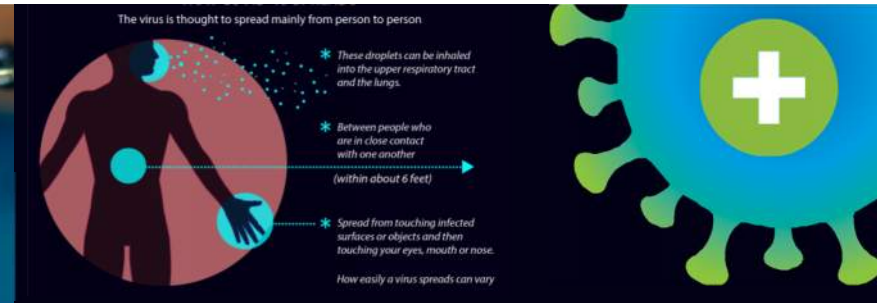 The virus is thought to spread mainly from person to person
* These droplets can be inhaled
into the upper respiratory tract
and the lungs.
* Between people who
are in close contact
with one another
(within about 6 feet)
* Spread from touching infected
surfaces or objects and then
touching your eyes, mouth or nose.
How easily a virus spreads can vary